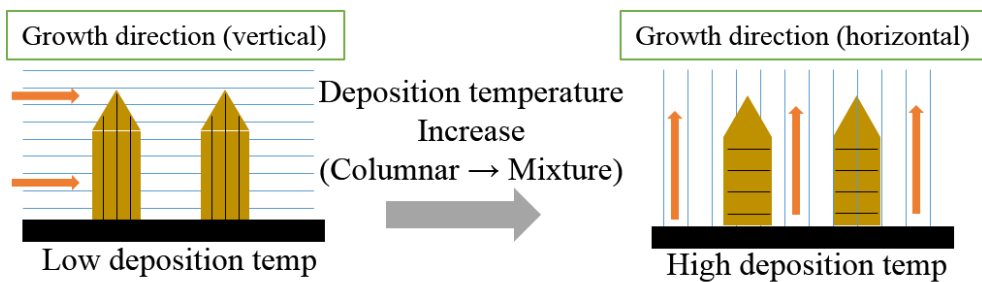 Growth direction (vertical)
Growth direction (horizontal)
Deposition temperature
Increase
(Columnar → Mixture)
Low deposition temp
High deposition temp